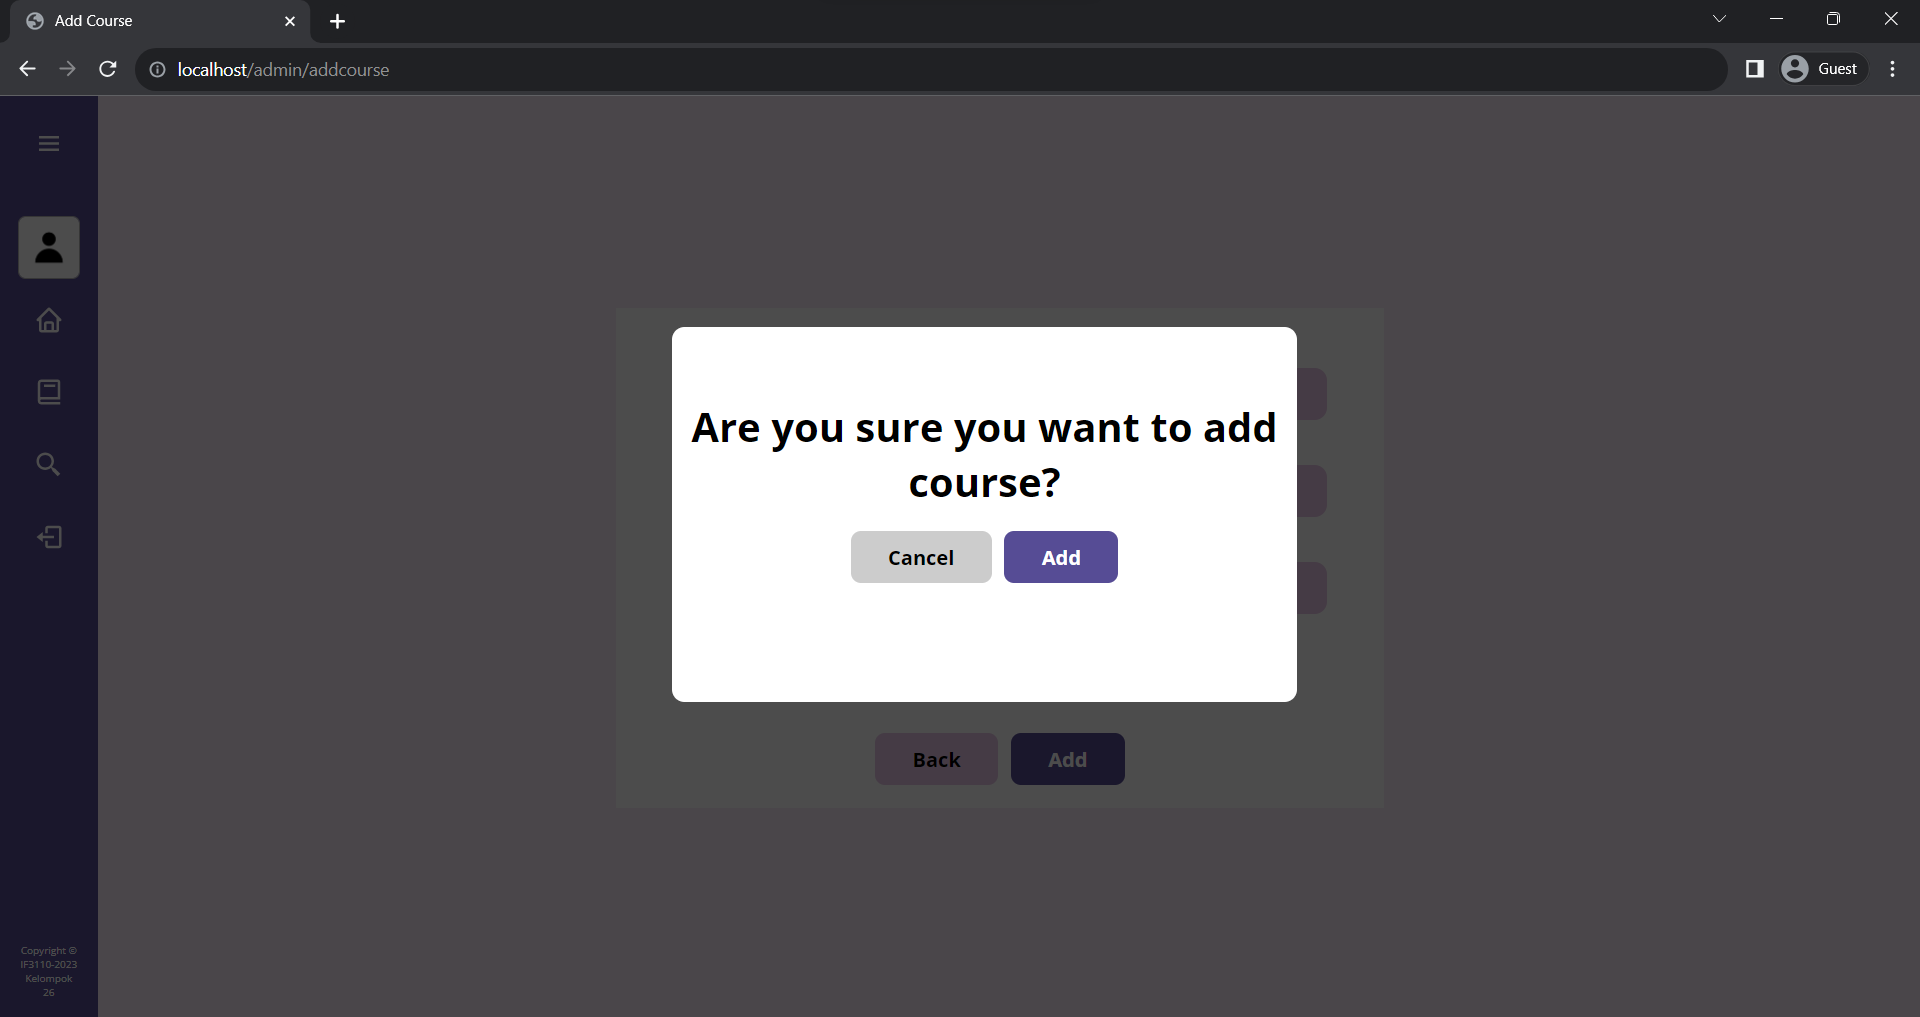 Add Course
localhost/admin/addcourse
Guest
Are you sure you want to add
course?
Cancel
Add
Back
Add
Copyright ©
IF3110-2023
Kelompok
26